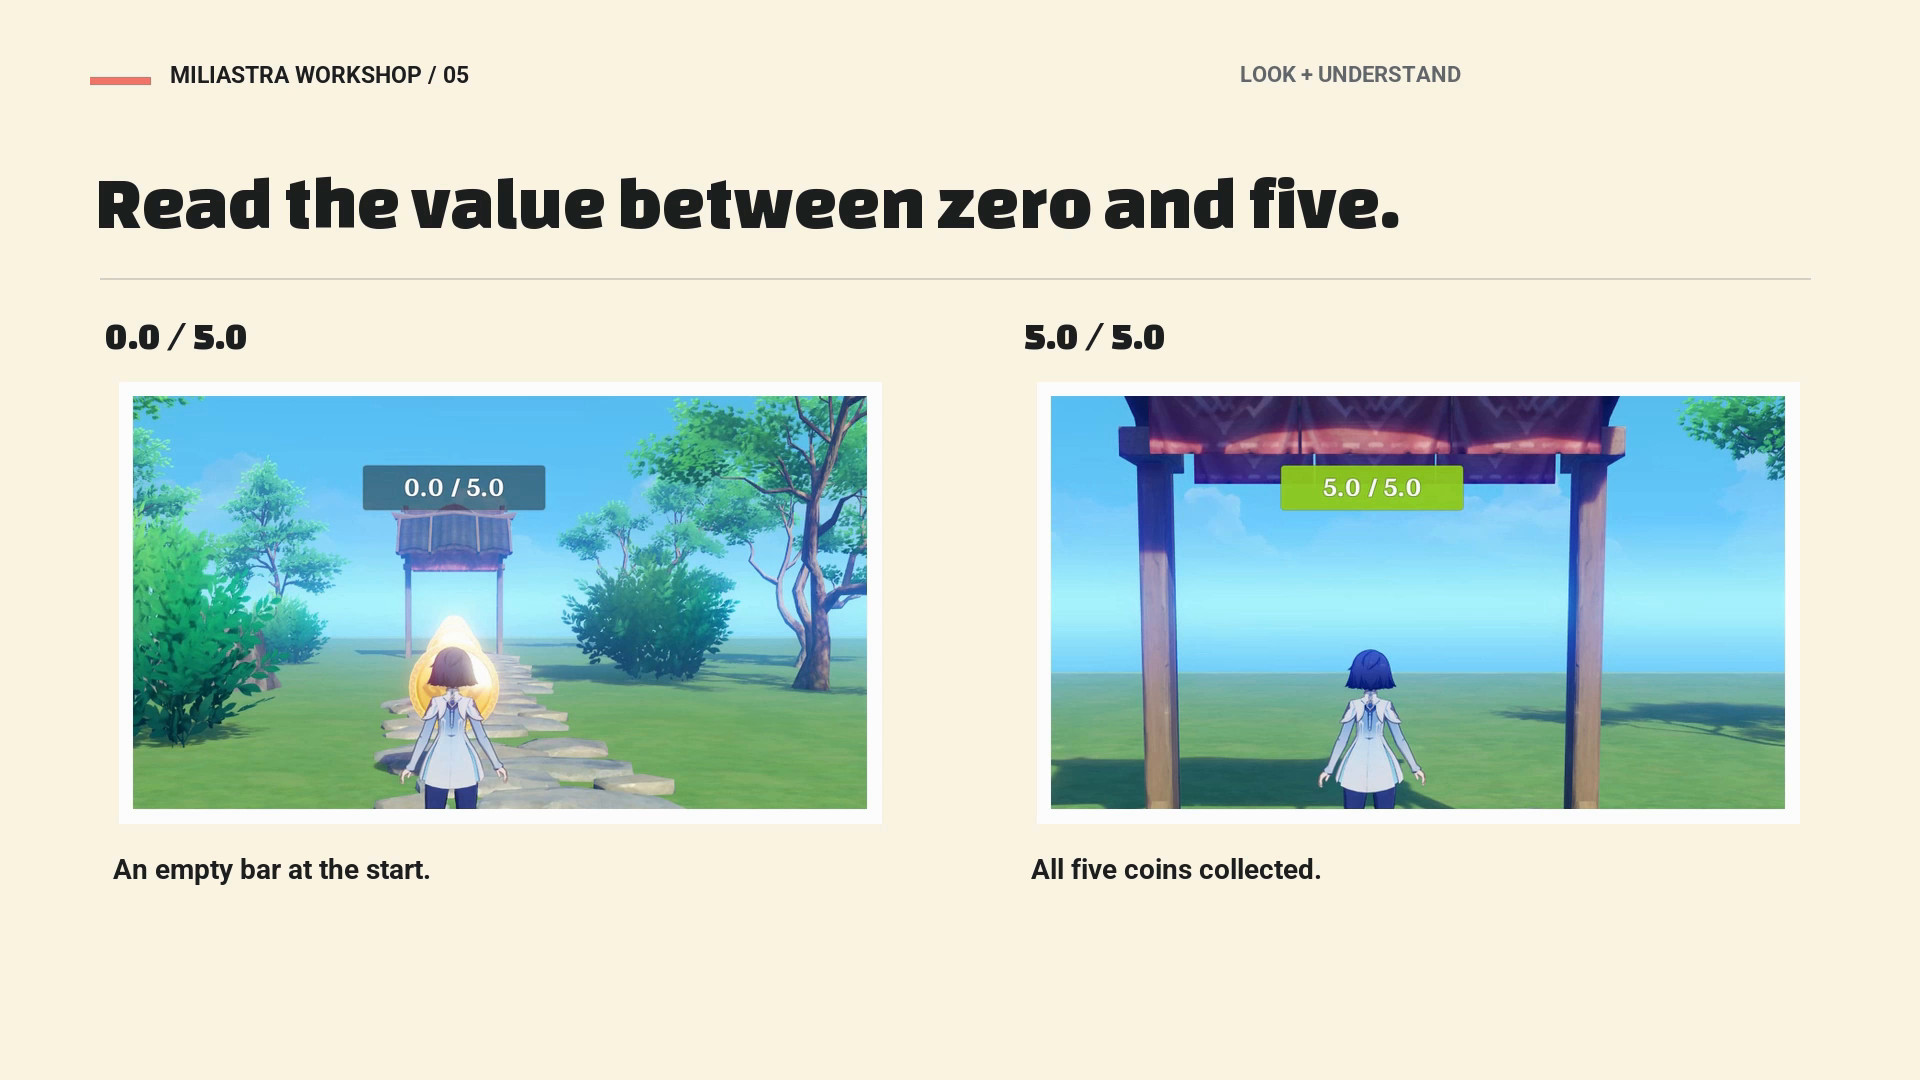 MILIASTRA WORKSHOP / 05
LOOK + UNDERSTAND
Read the value between zero and five.
0.0 / 5.0
5.0 / 5.0
0.0 / 5.0
5.0 / 5.0
An empty bar at the start.
All five coins collected.